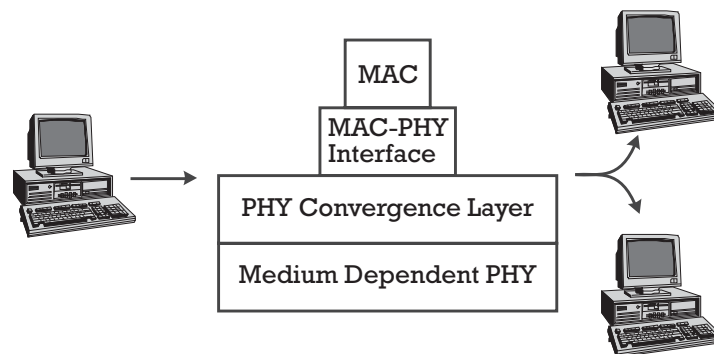 MAC
MAC-PHY
Interface
PHY Convergence Layer
Medium Dependent PHY